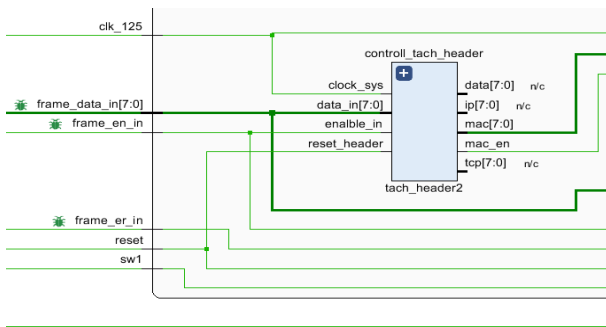 clk_125
controll_tach_header
clock_sys data[7:0] n/c
frame_data_in[7:0] data_in[7:0] ip[7:0] n/c
frame_en_in enalble_in mac[7:0]
reset_header mac_en
tcp[7:0] n/c
tach_header2
frame_er_in
reset
sw1